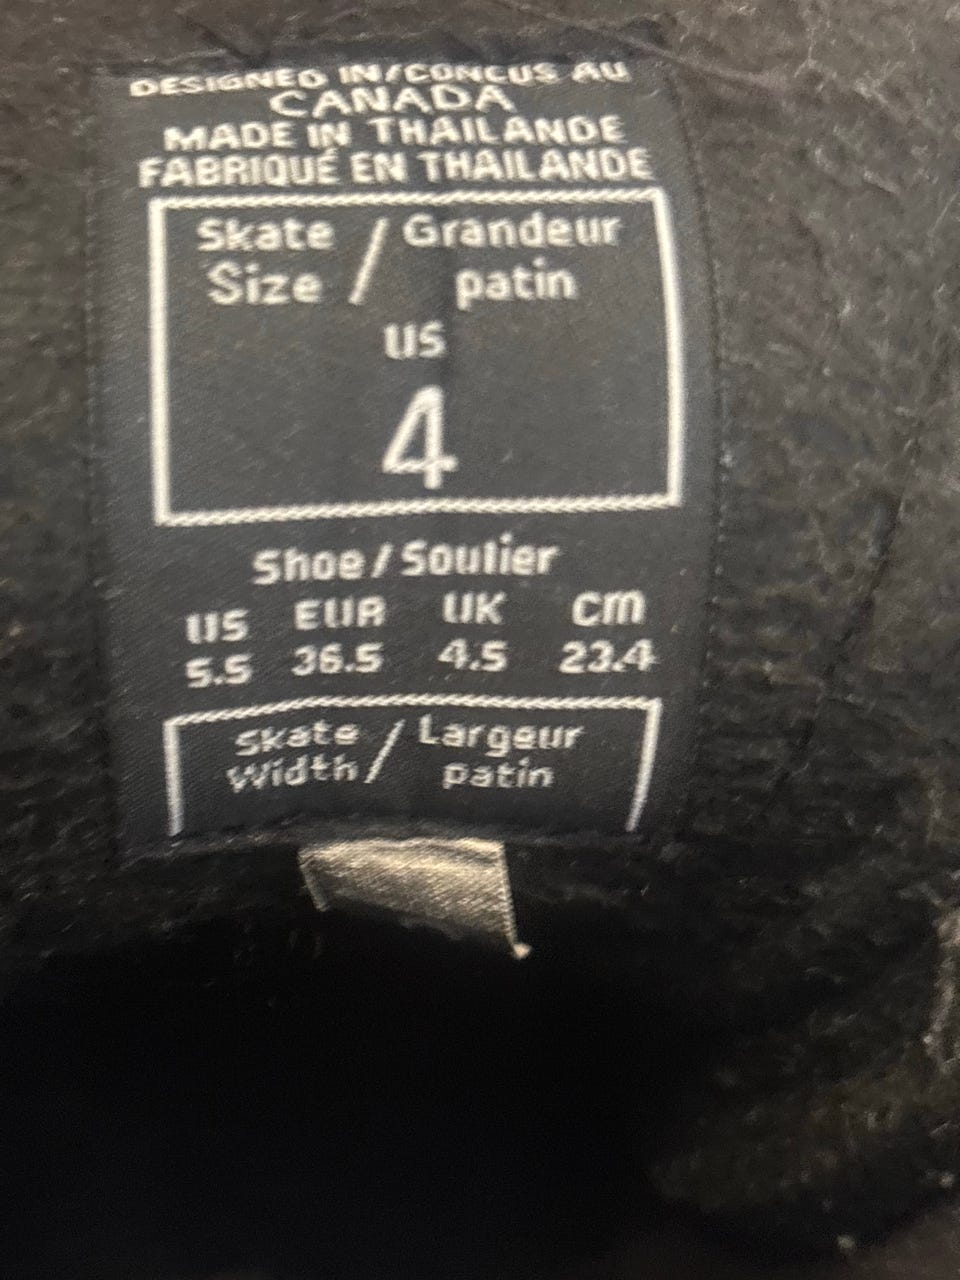 DESIGNED IN/CONCUS AU
CANADA
MADE IN THAILANDE
FABRIQUÉ EN THAILANDE
Skate / Grandeur
Size / patin
US
4
Shoe / Soulier
US EUR UK cm
5.5 36.5 4.5 23.4
Skate / Largeur
Width / patin